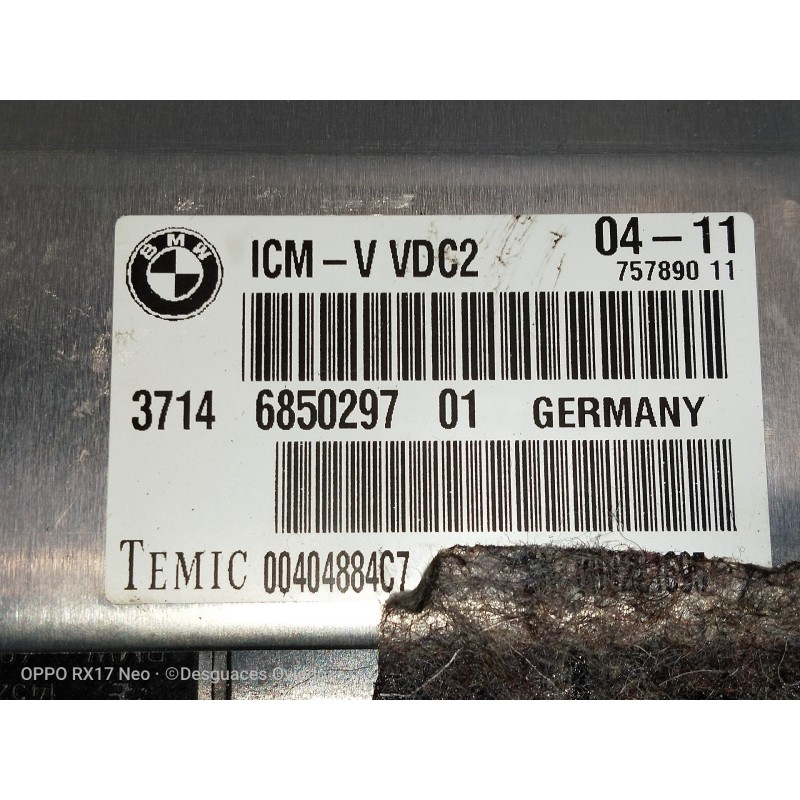 BMW
ICM – V VDC2
04 – 11
757890 11
3714 6850297 01 GERMANY
TEMIC 00404884C7
OPPO RX17 Neo · ©Desguaces